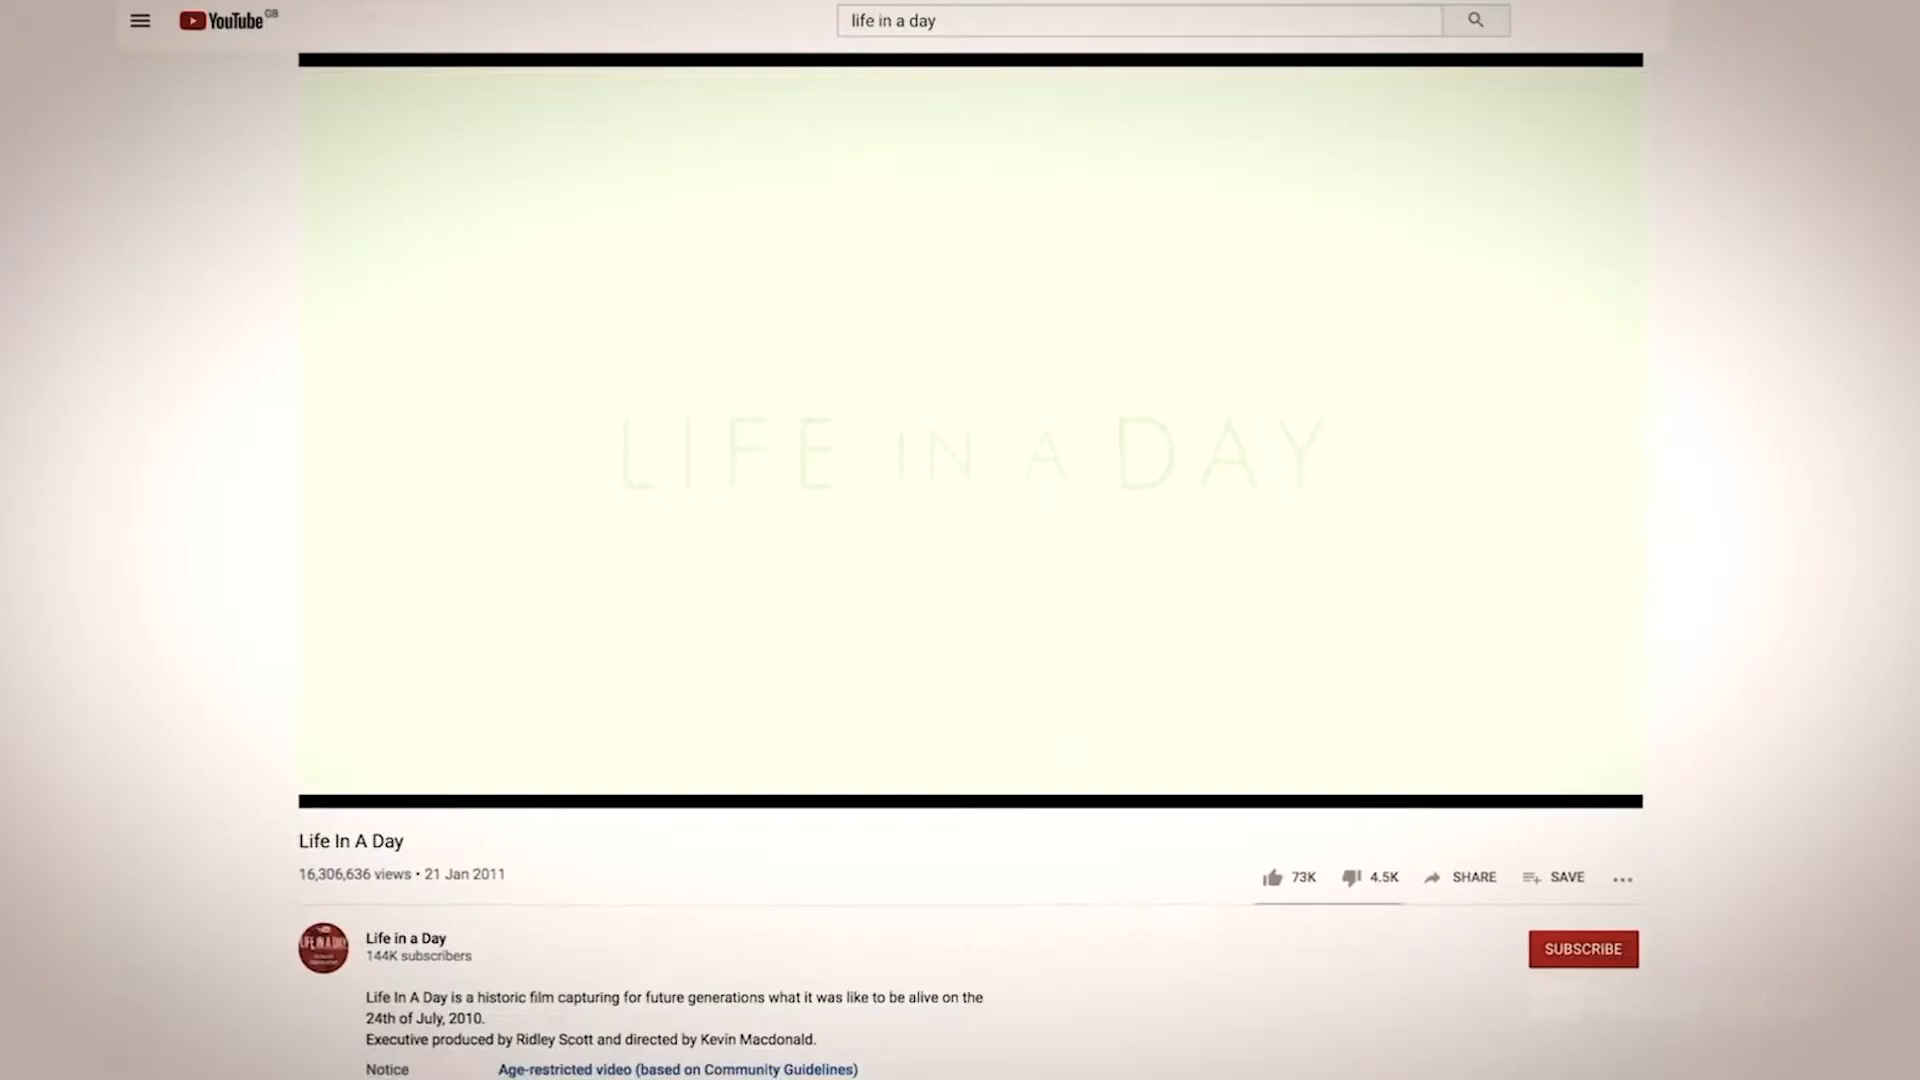 YouTube GB
life in a day
LIFE IN A DAY
Life In A Day
16,306,636 views • 21 Jan 2011
73K 4.5K SHARE SAVE
Life in a Day
144K subscribers
SUBSCRIBE
Life In A Day is a historic film capturing for future generations what it was like to be alive on the
24th of July, 2010.
Executive produced by Ridley Scott and directed by Kevin Macdonald.
Notice Age-restricted video (based on Community Guidelines)